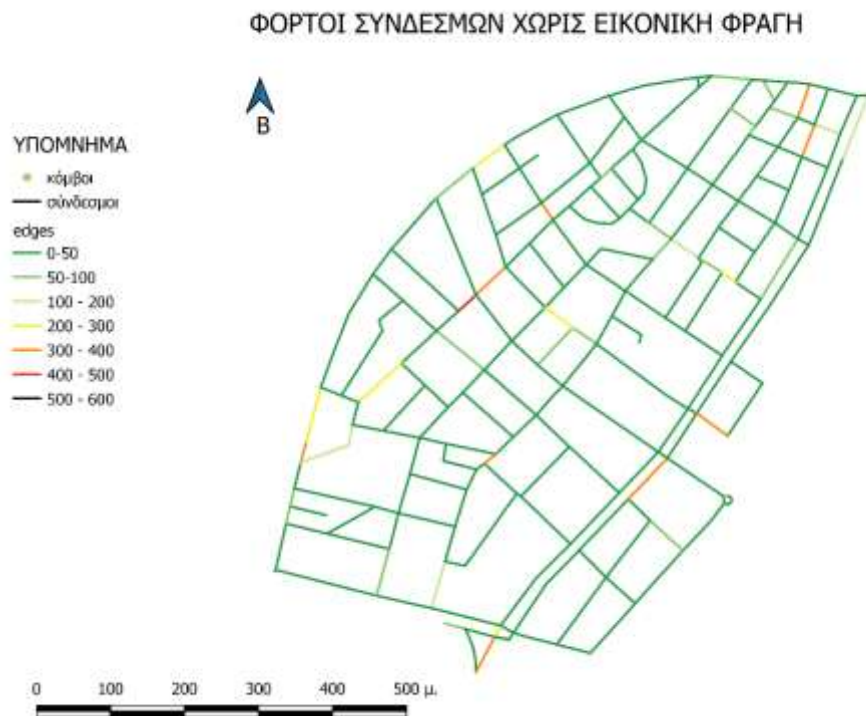 ΦΟΡΤΟΙ ΣΥΝΔΕΣΜΩΝ ΧΩΡΙΣ ΕΙΚΟΝΙΚΗ ΦΡΑΓΗ
Β
ΥΠΟΜΝΗΜΑ
κόμβοι
σύνδεσμοι
edges
0-50
50-100
100 - 200
200 - 300
300 - 400
400 - 500
500 - 600
0 100 200 300 400 500 μ.